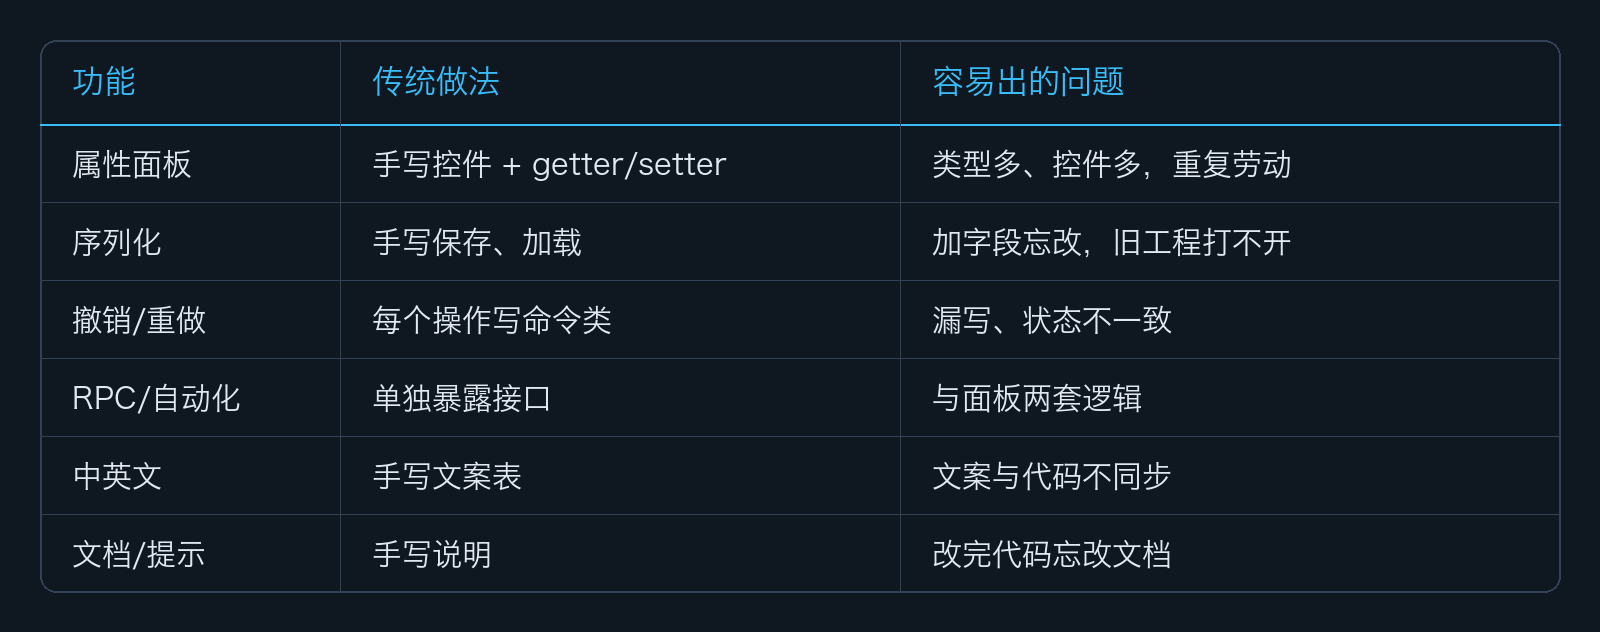 功能 传统做法 容易出的问题
属性面板 手写控件 + getter/setter 类型多、控件多，重复劳动
序列化 手写保存、加载 加字段忘改，旧工程打不开
撤销/重做 每个操作写命令类 漏写、状态不一致
RPC/自动化 单独暴露接口 与面板两套逻辑
中英文 手写文案表 文案与代码不同步
文档/提示 手写说明 改完代码忘改文档